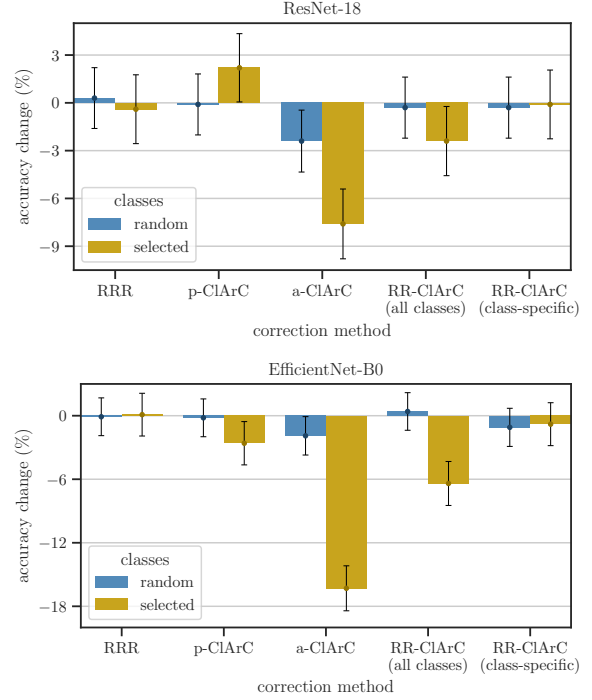 ResNet-18
accuracy change (%)
3
0
−3
−6
−9
classes
random
selected
RRR
p-ClArC
a-ClArC
RR-ClArC
(all classes)
RR-ClArC
(class-specific)
correction method
EfficientNet-B0
accuracy change (%)
0
−6
−12
−18
classes
random
selected
RRR
p-ClArC
a-ClArC
RR-ClArC
(all classes)
RR-ClArC
(class-specific)
correction method